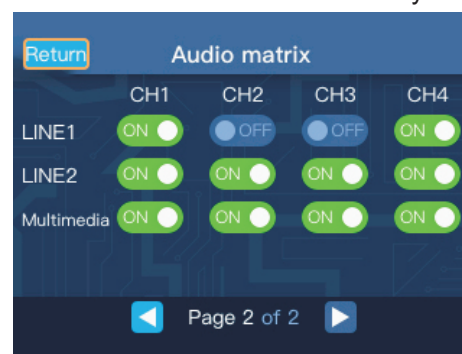 Return Audio matrix
CH1 CH2 CH3 CH4
LINE1 ON OFF OFF ON
LINE2 ON ON ON ON
Multimedia ON ON ON ON
Page 2 of 2